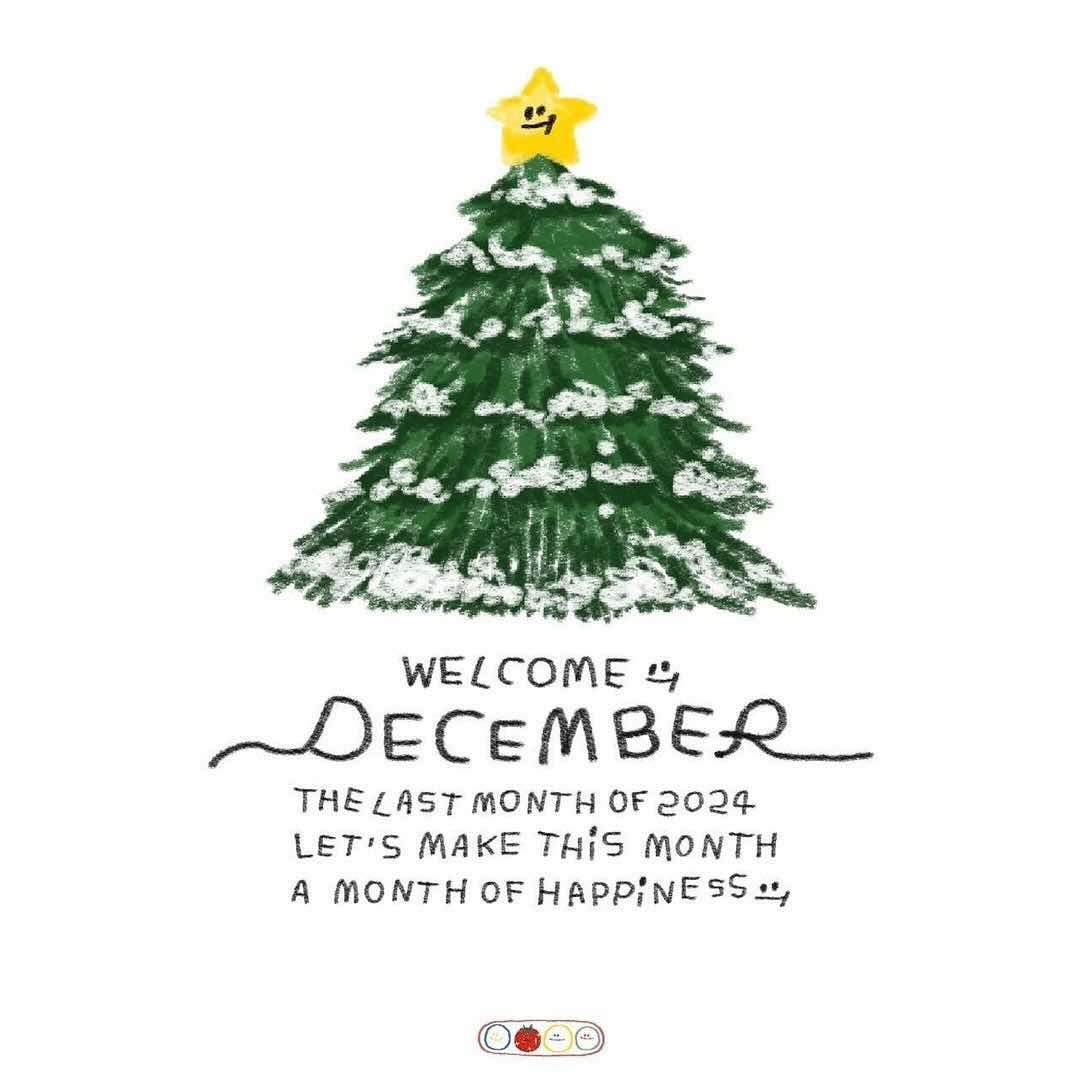 WELCOME
DECEMBER
THE LAST MONTH OF 2024
LET'S MAKE THiS MONTH
A MONTH OF HAPPiNESS